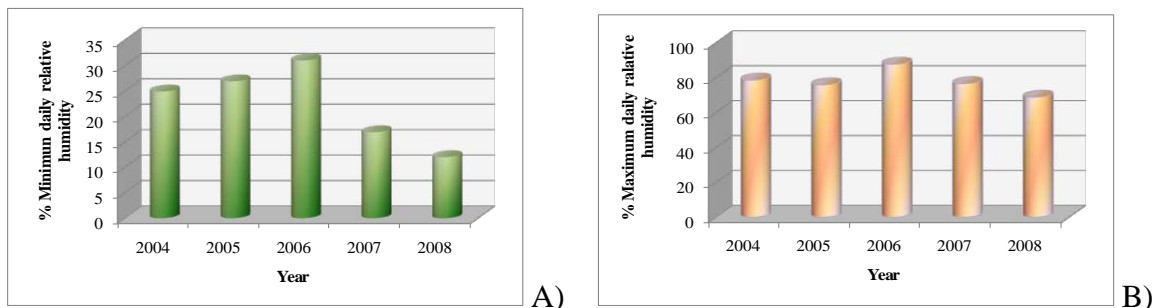 % Minimum daily relative
humidity
35
30
25
20
15
10
5
0
2004 2005 2006 2007 2008
Year
A)
% Maximum daily ralative
humidity
100
80
60
40
20
0
2004 2005 2006 2007 2008
Year
B)